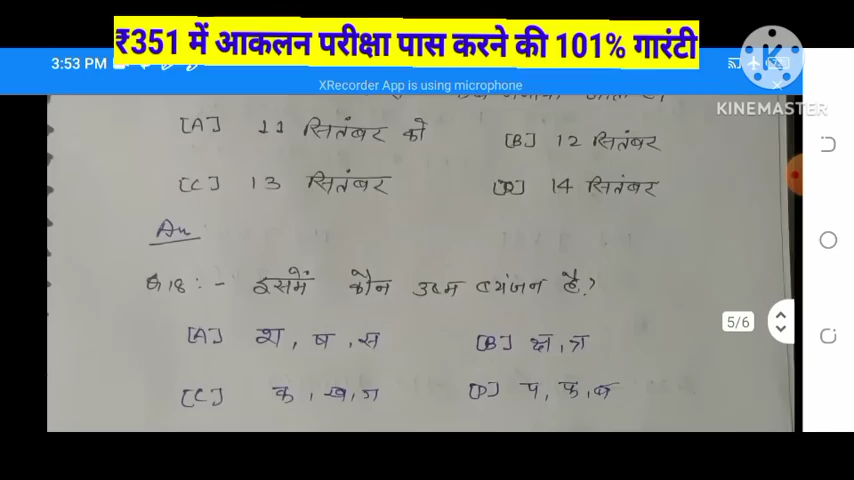 ₹351 में आकलन परीक्षा पास करने की 101% गारंटी
3:53 PM
XRecorder App is using microphone
KINEMASTER
[A] 11 सितंबर को [B] 12 सितंबर
[C] 13 सितंबर [D] 14 सितंबर
An
18:- इसमें कौन उष्म व्यंजन है?
[A] श, ष, स [B] क्ष, त्र
[C] क, ख, ग [D] प, फ, ब
5/6